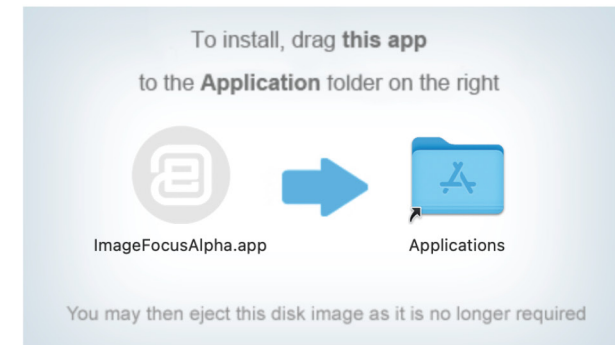 To install, drag this app
to the Application folder on the right
ImageFocusAlpha.app
Applications
You may then eject this disk image as it is no longer required